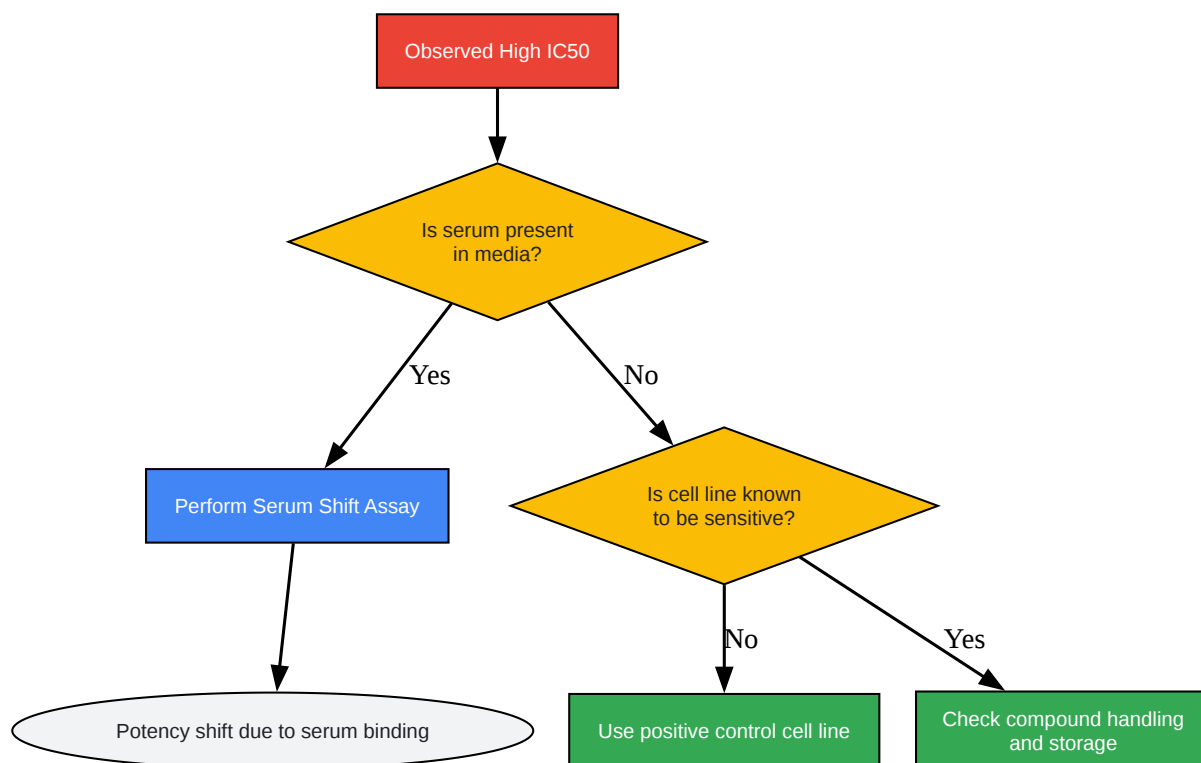 Observed High IC50
Is serum present
in media?
Yes
No
Perform Serum Shift Assay
Is cell line known
to be sensitive?
No
Yes
Potency shift due to serum binding
Use positive control cell line
Check compound handling
and storage